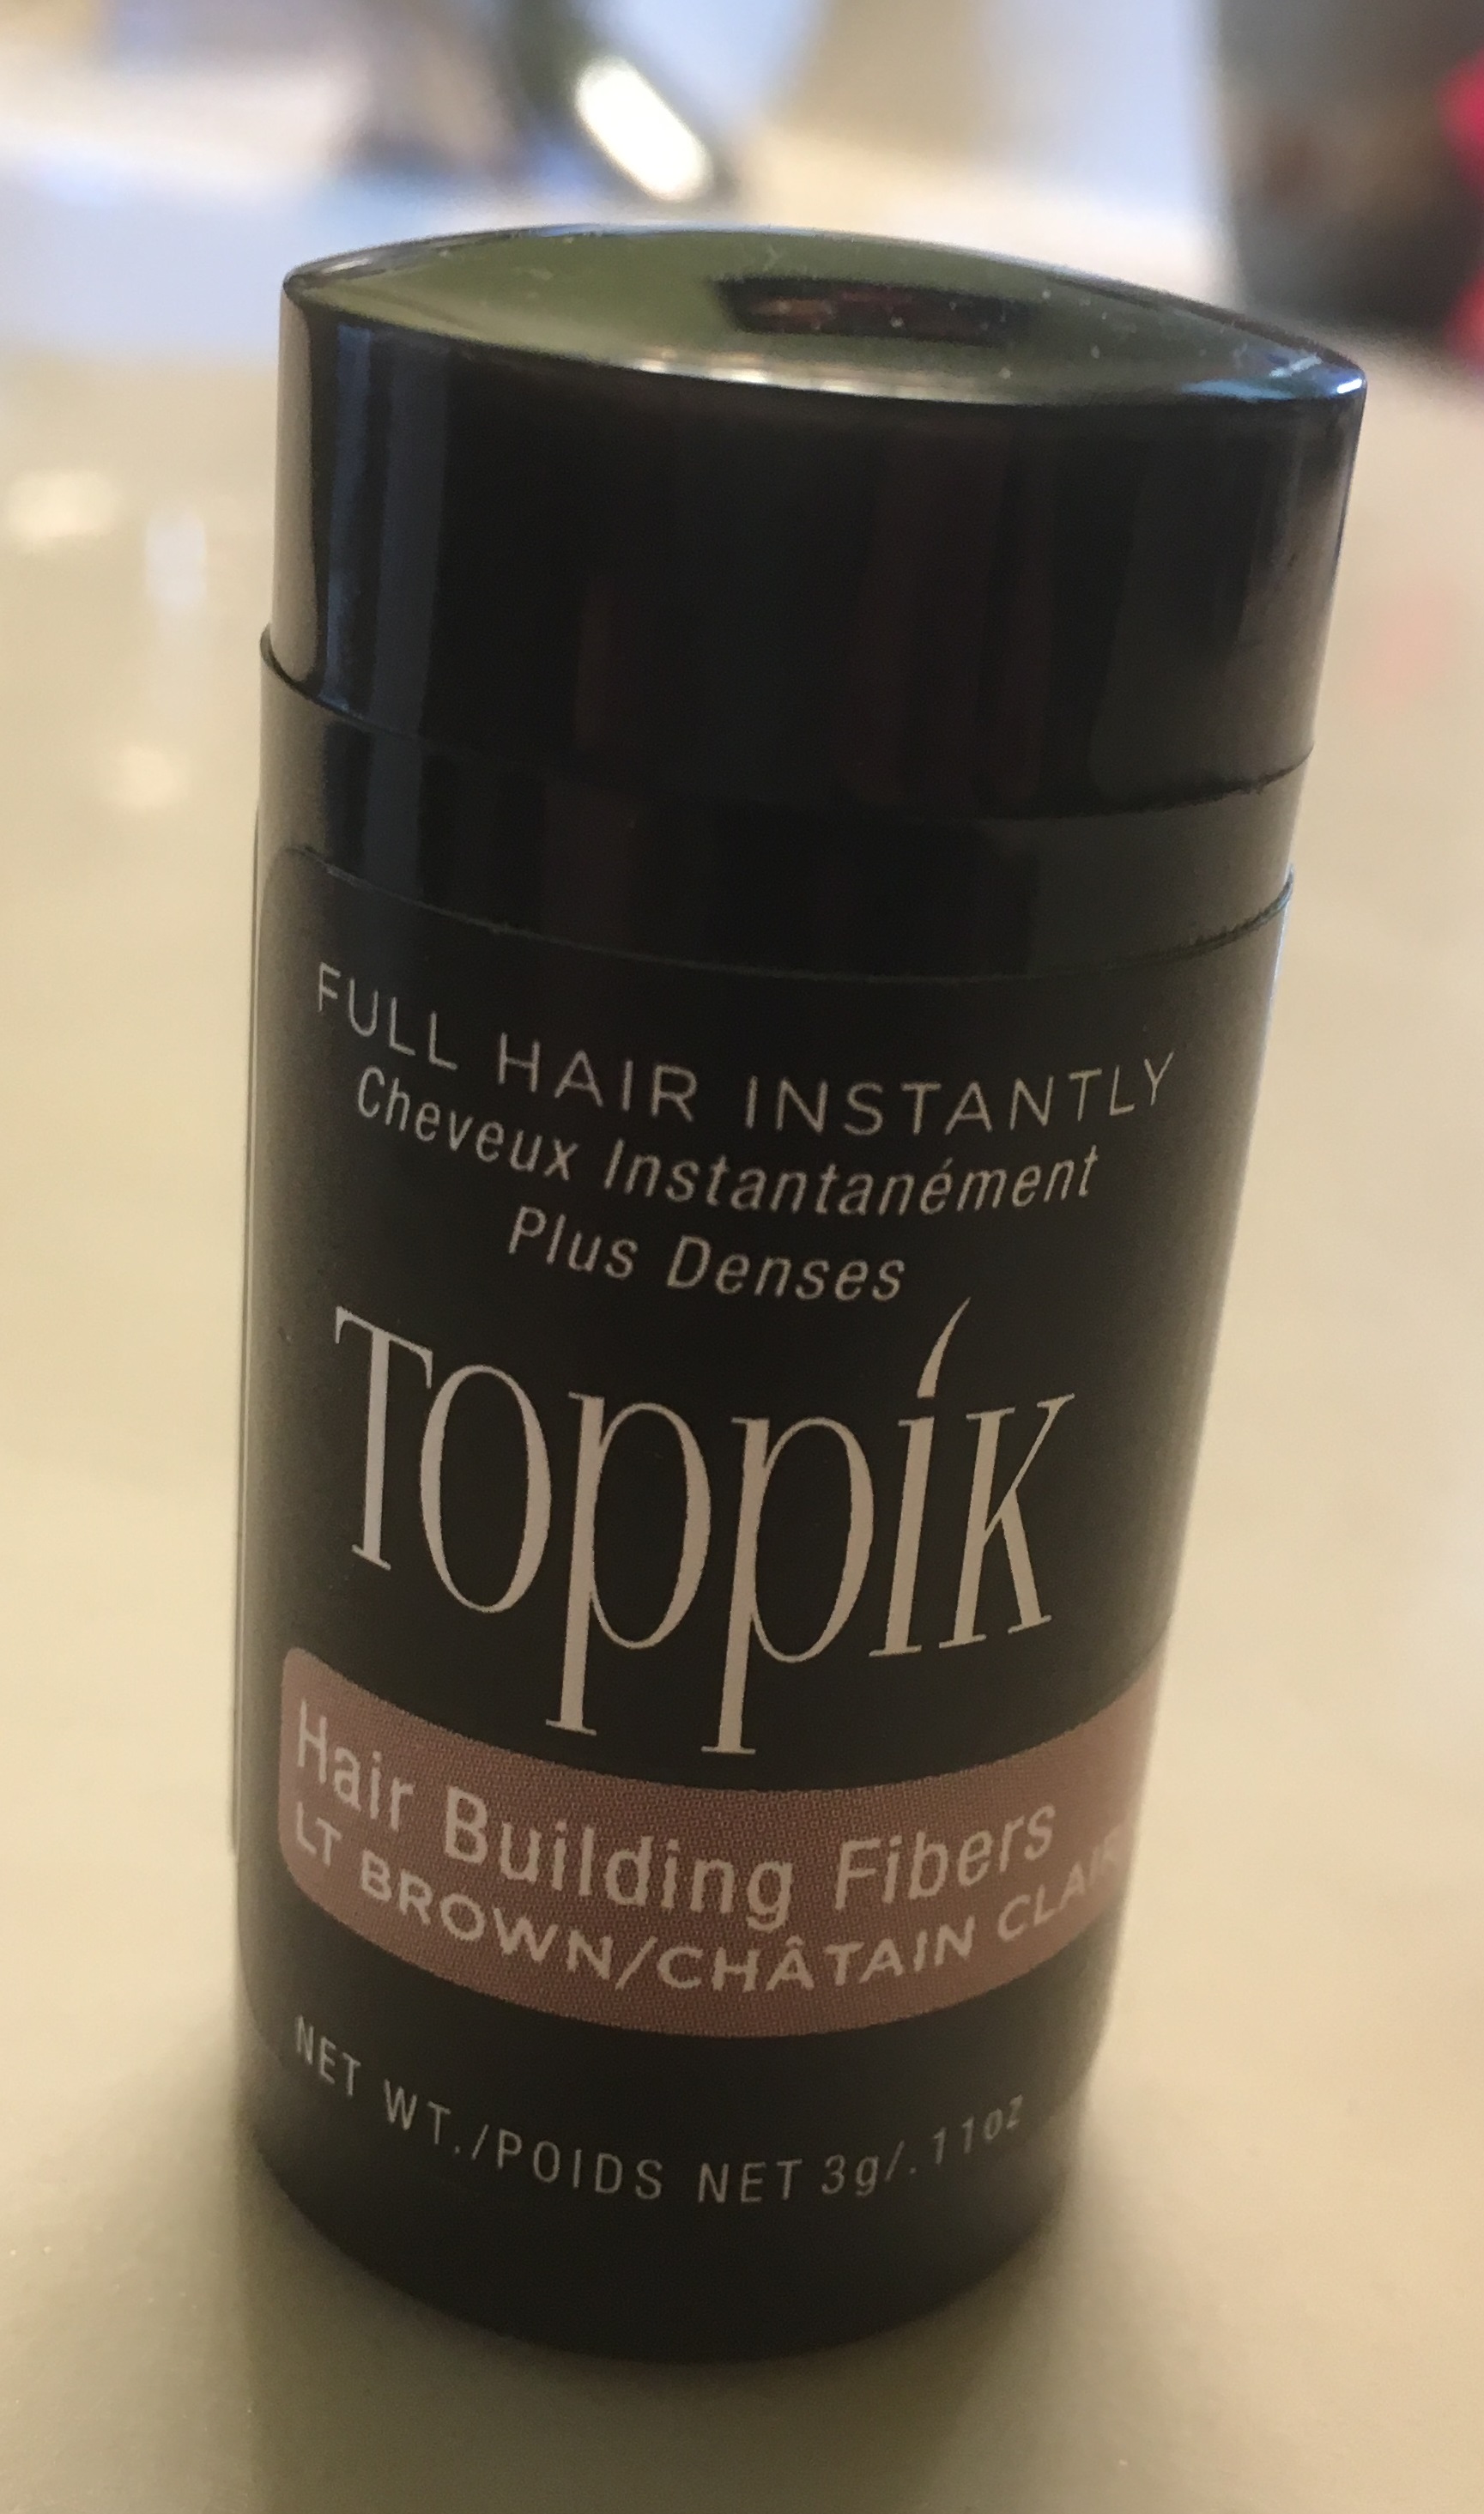 FULL HAIR INSTANTLY
Cheveux Instantanément
Plus Denses
Toppik
Hair Building Fibers
LT BROWN/CHÂTAIN CLAIR
NET WT./POIDS NET 3g/.11oz